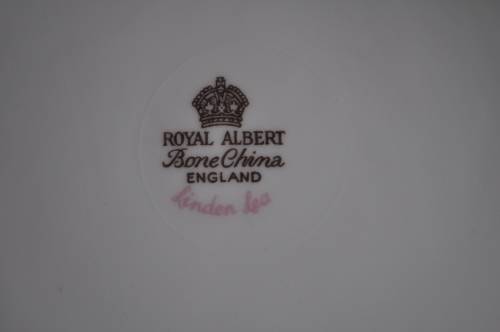 ROYAL ALBERT
Bone China
ENGLAND
Linden Lea